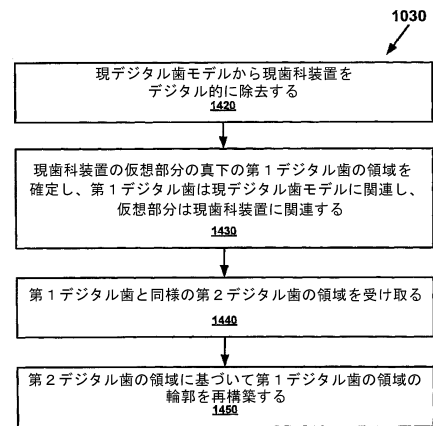 1030
現デジタル歯モデルから現歯科装置を
デジタル的に除去する
1420
現歯科装置の仮想部分の真下の第1デジタル歯の領域を
確定し、第1デジタル歯は現デジタル歯モデルに関連し、
仮想部分は現歯科装置に関連する
1430
第1デジタル歯と同様の第2デジタル歯の領域を受け取る
1440
第2デジタル歯の領域に基づいて第1デジタル歯の領域の
輪郭を再構築する
1450